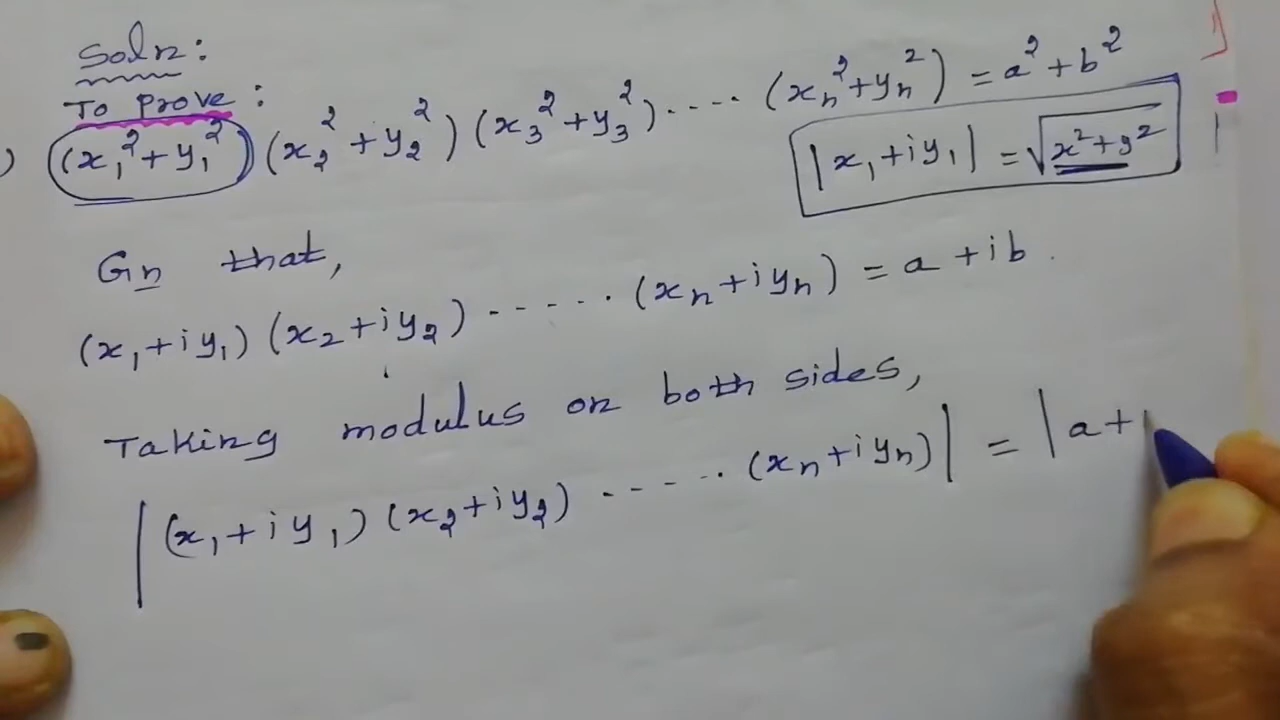 Soln:
To prove:
) (x₁²+y₁²) (x₂²+y₂²) (x₃²+y₃²) ---- (xₙ²+yₙ²) = a²+b²
|x₁+iy₁| = √x²+y²
Gn that,
(x₁+iy₁) (x₂+iy₂) ------ (xₙ+iyₙ) = a+ib.
Taking modulus on both sides,
|(x₁+iy₁) (x₂+iy₂) ------ (xₙ+iyₙ)| = |a+